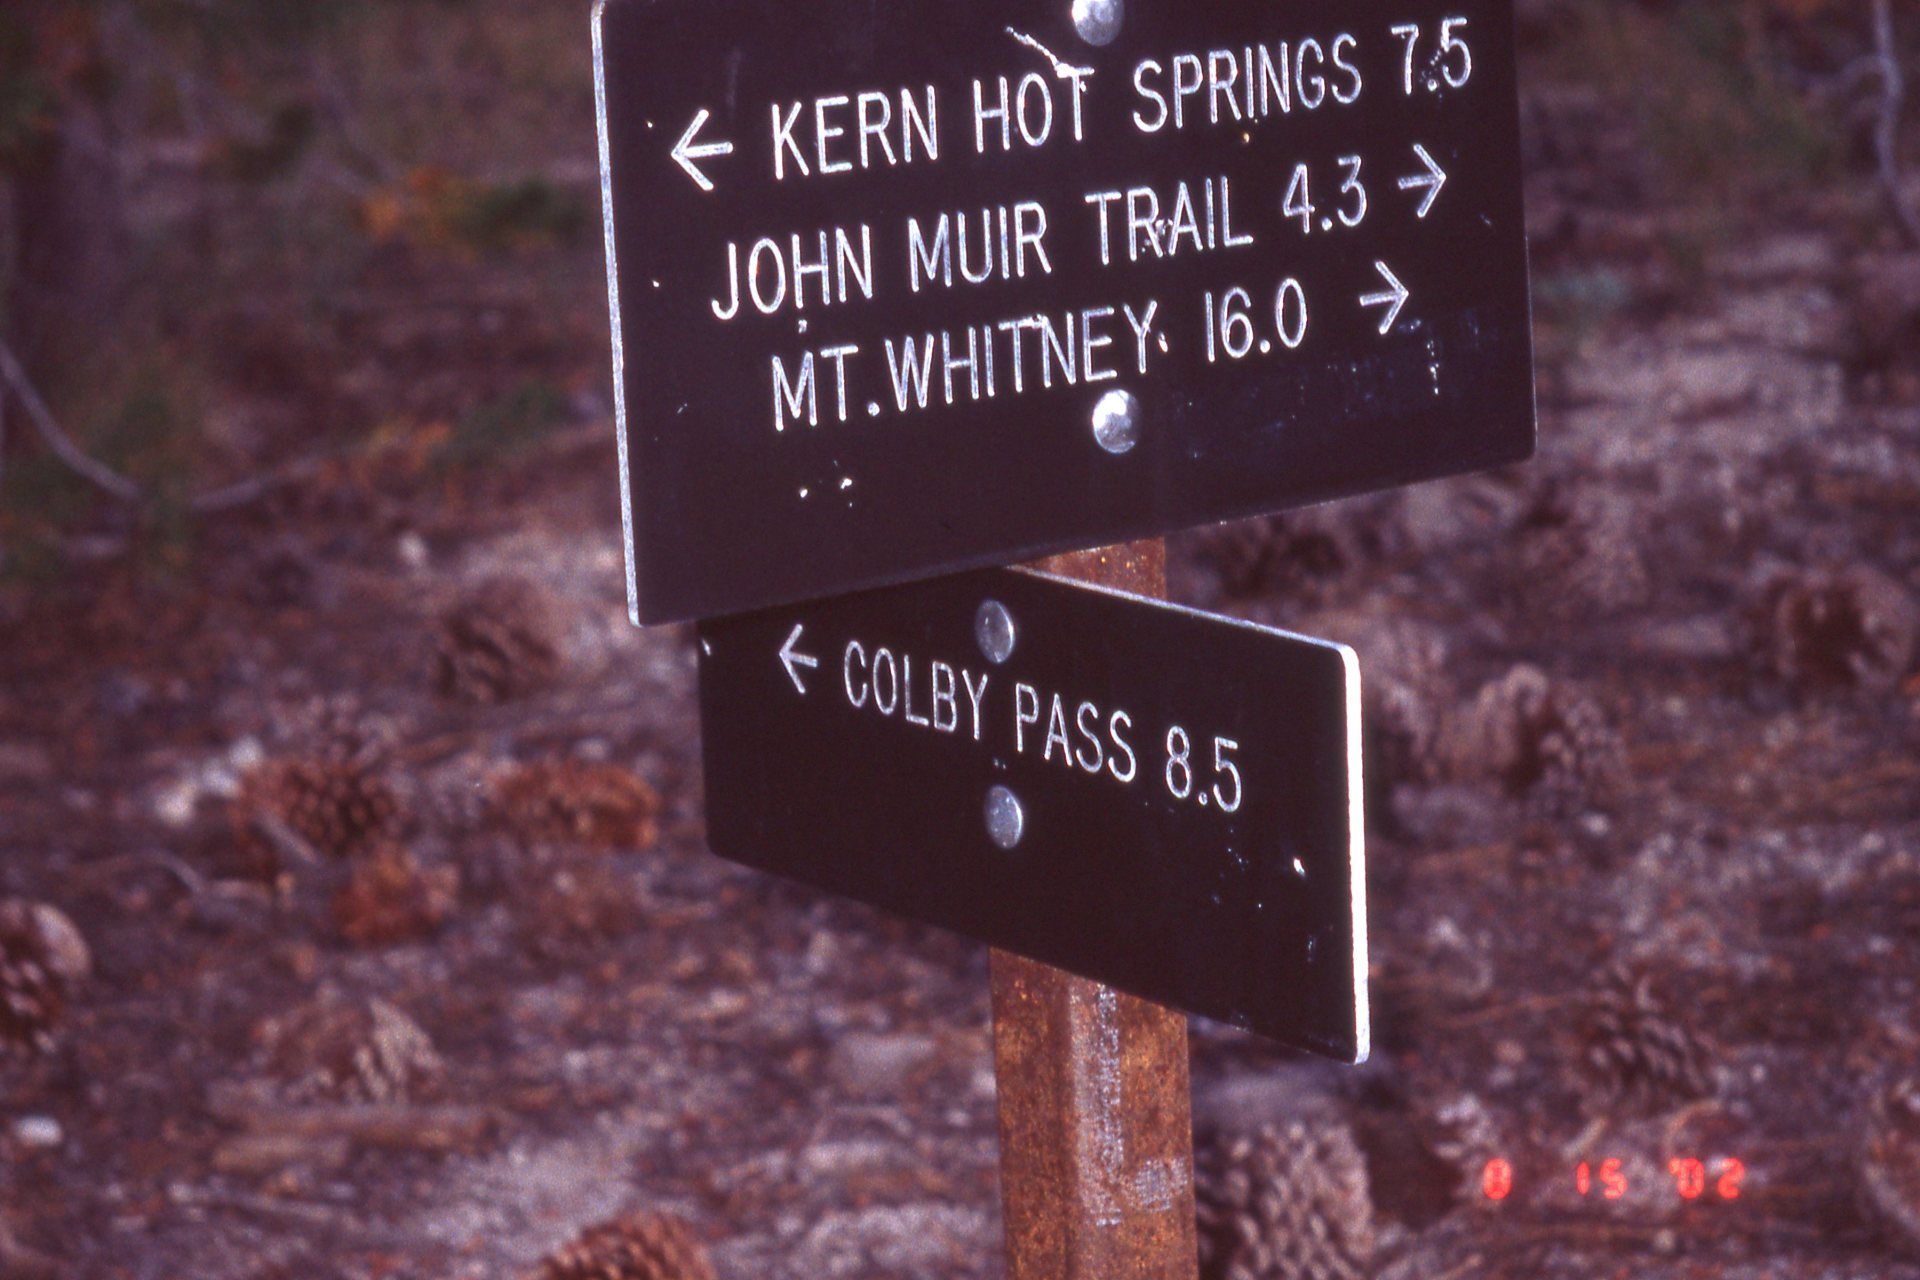 ← KERN HOT SPRINGS 7.5
JOHN MUIR TRAIL 4.3 →
MT. WHITNEY 16.0 →
← COLBY PASS 8.5
8 15 '02